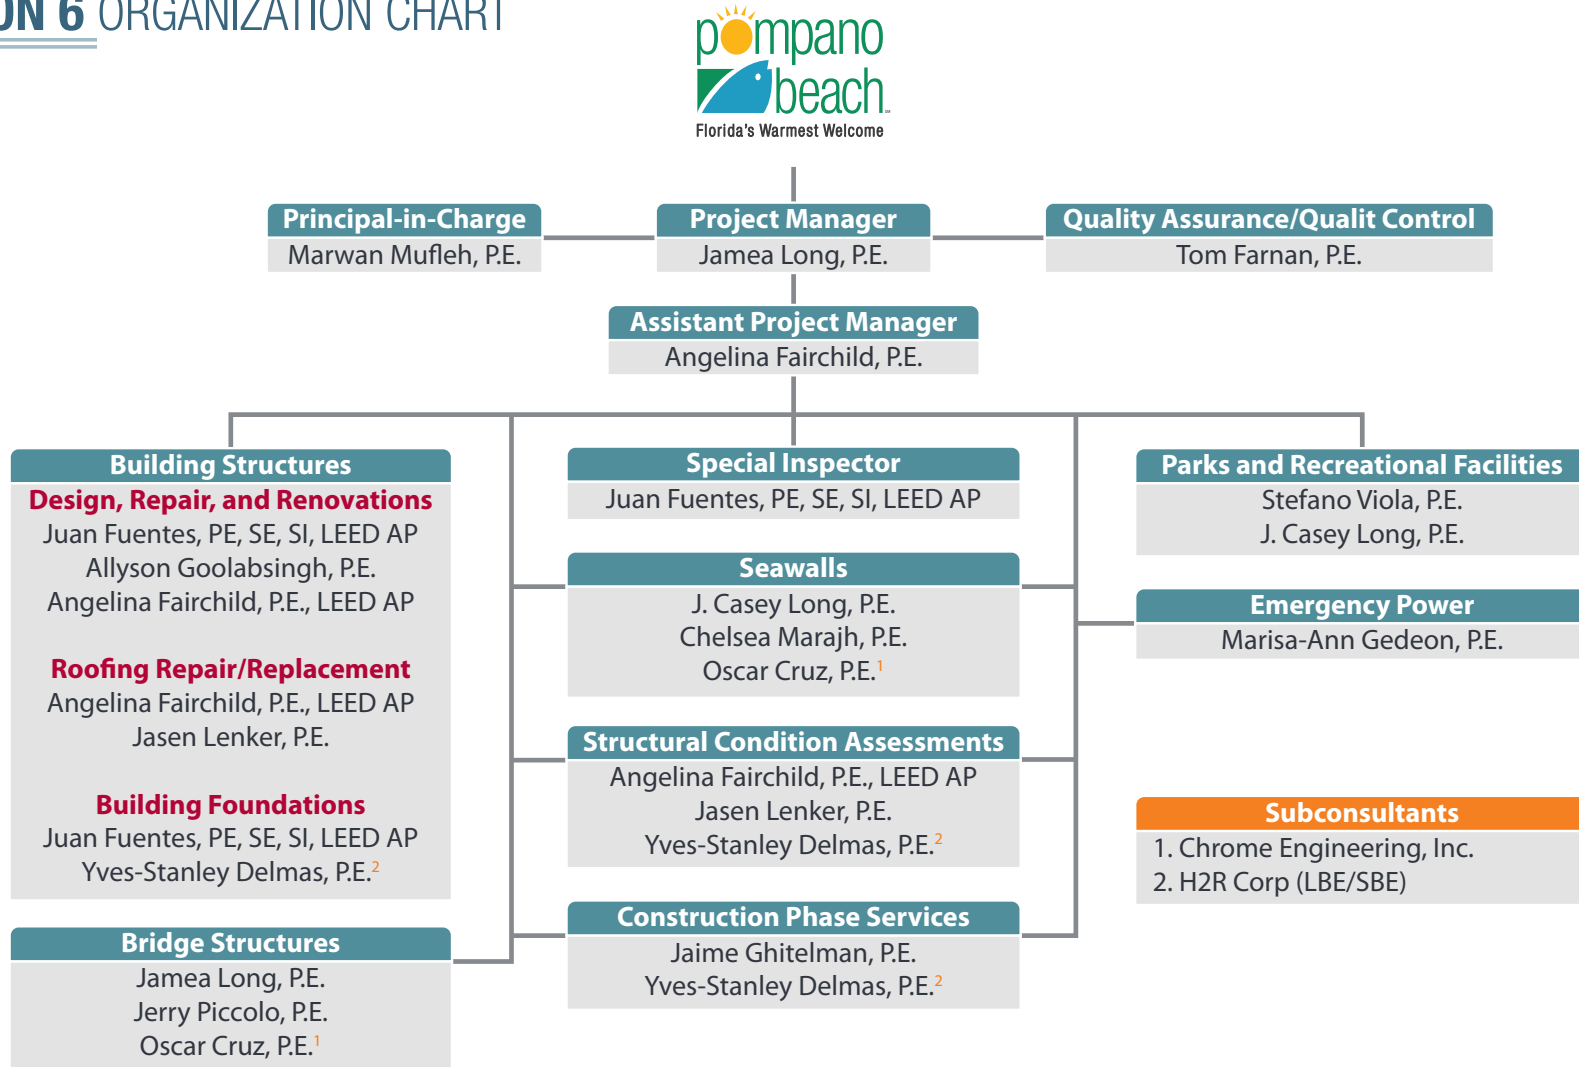 ON 6 ORGANIZATION CHART
pompano
beach
Florida's Warmest Welcome
Principal-in-Charge
Marwan Mufleh, P.E.
Project Manager
Jamea Long, P.E.
Quality Assurance/Qualit Control
Tom Farnan, P.E.
Assistant Project Manager
Angelina Fairchild, P.E.
Building Structures
Design, Repair, and Renovations
Juan Fuentes, PE, SE, SI, LEED AP
Allyson Goolabsingh, P.E.
Angelina Fairchild, P.E., LEED AP
Roofing Repair/Replacement
Angelina Fairchild, P.E., LEED AP
Jasen Lenker, P.E.
Building Foundations
Juan Fuentes, PE, SE, SI, LEED AP
Yves-Stanley Delmas, P.E.²
Bridge Structures
Jamea Long, P.E.
Jerry Piccolo, P.E.
Oscar Cruz, P.E.¹
Special Inspector
Juan Fuentes, PE, SE, SI, LEED AP
Seawalls
J. Casey Long, P.E.
Chelsea Marajh, P.E.
Oscar Cruz, P.E.¹
Structural Condition Assessments
Angelina Fairchild, P.E., LEED AP
Jasen Lenker, P.E.
Yves-Stanley Delmas, P.E.²
Construction Phase Services
Jaime Ghitelman, P.E.
Yves-Stanley Delmas, P.E.²
Parks and Recreational Facilities
Stefano Viola, P.E.
J. Casey Long, P.E.
Emergency Power
Marisa-Ann Gedeon, P.E.
Subconsultants
1. Chrome Engineering, Inc.
2. H2R Corp (LBE/SBE)